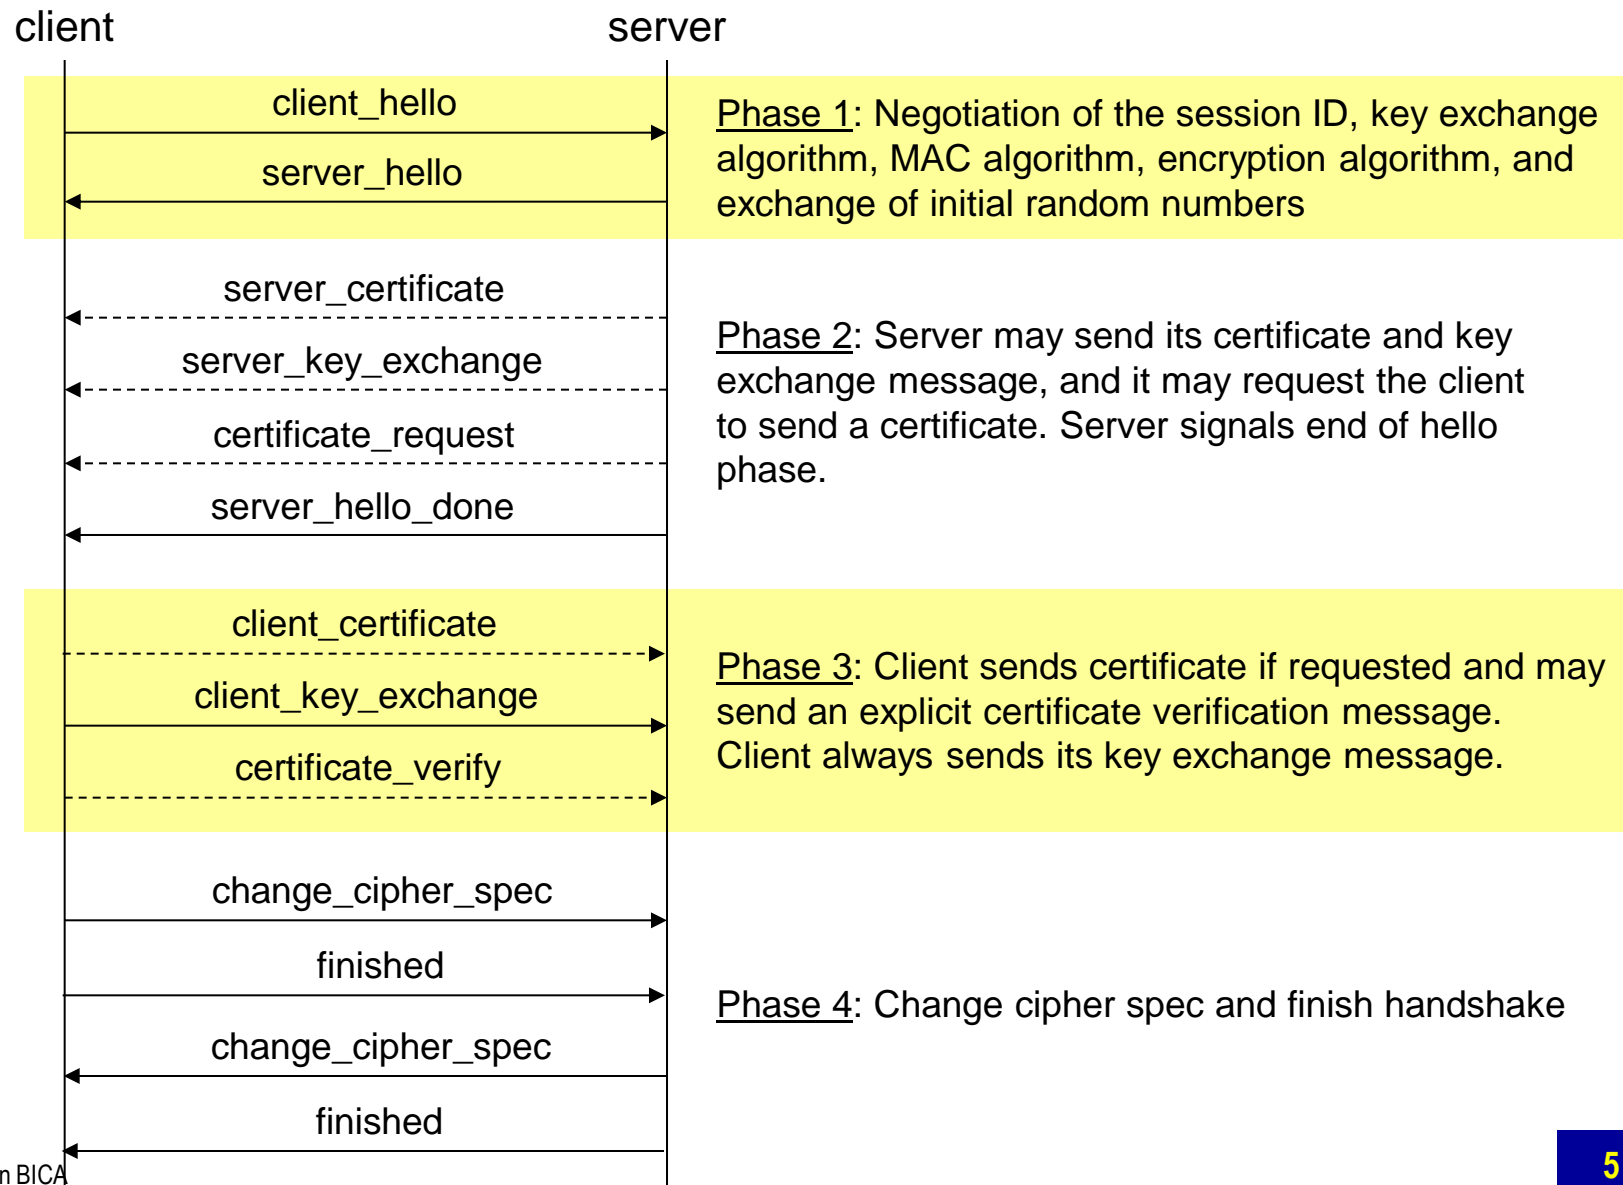 client server
client_hello
server_hello
Phase 1: Negotiation of the session ID, key exchange
algorithm, MAC algorithm, encryption algorithm, and
exchange of initial random numbers
server_certificate
server_key_exchange
certificate_request
server_hello_done
Phase 2: Server may send its certificate and key
exchange message, and it may request the client
to send a certificate. Server signals end of hello
phase.
client_certificate
client_key_exchange
certificate_verify
Phase 3: Client sends certificate if requested and may
send an explicit certificate verification message.
Client always sends its key exchange message.
change_cipher_spec
finished
change_cipher_spec
finished
Phase 4: Change cipher spec and finish handshake
n BICA
5